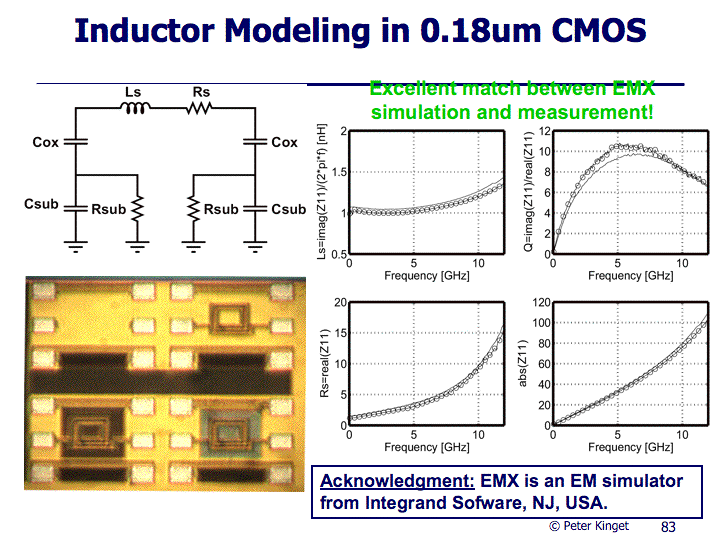 Inductor Modeling in 0.18um CMOS
Excellent match between EMX
simulation and measurement!
Ls
Rs
Cox
Cox
Csub
Rsub
Rsub
Csub
Ls=imag(Z11)/(2*pi*f) [nH]
2
1.5
1
0.5
0
5
10
Frequency [GHz]
Q=imag(Z11)/real(Z11)
12
10
8
6
4
2
0
0
5
10
Frequency [GHz]
Rs=real(Z11)
20
15
10
5
0
0
5
10
Frequency [GHz]
abs(Z11)
120
100
80
60
40
20
0
0
5
10
Frequency [GHz]
Acknowledgment: EMX is an EM simulator
from Integrand Sofware, NJ, USA.
© Peter Kinget
83